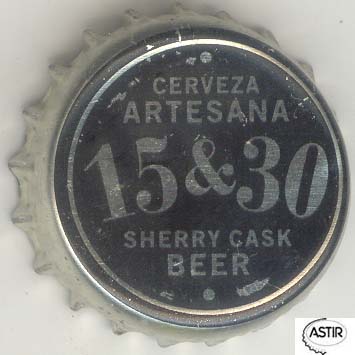 CERVEZA
ARTESANA
15&30
SHERRY CASK
BEER
ASTIR